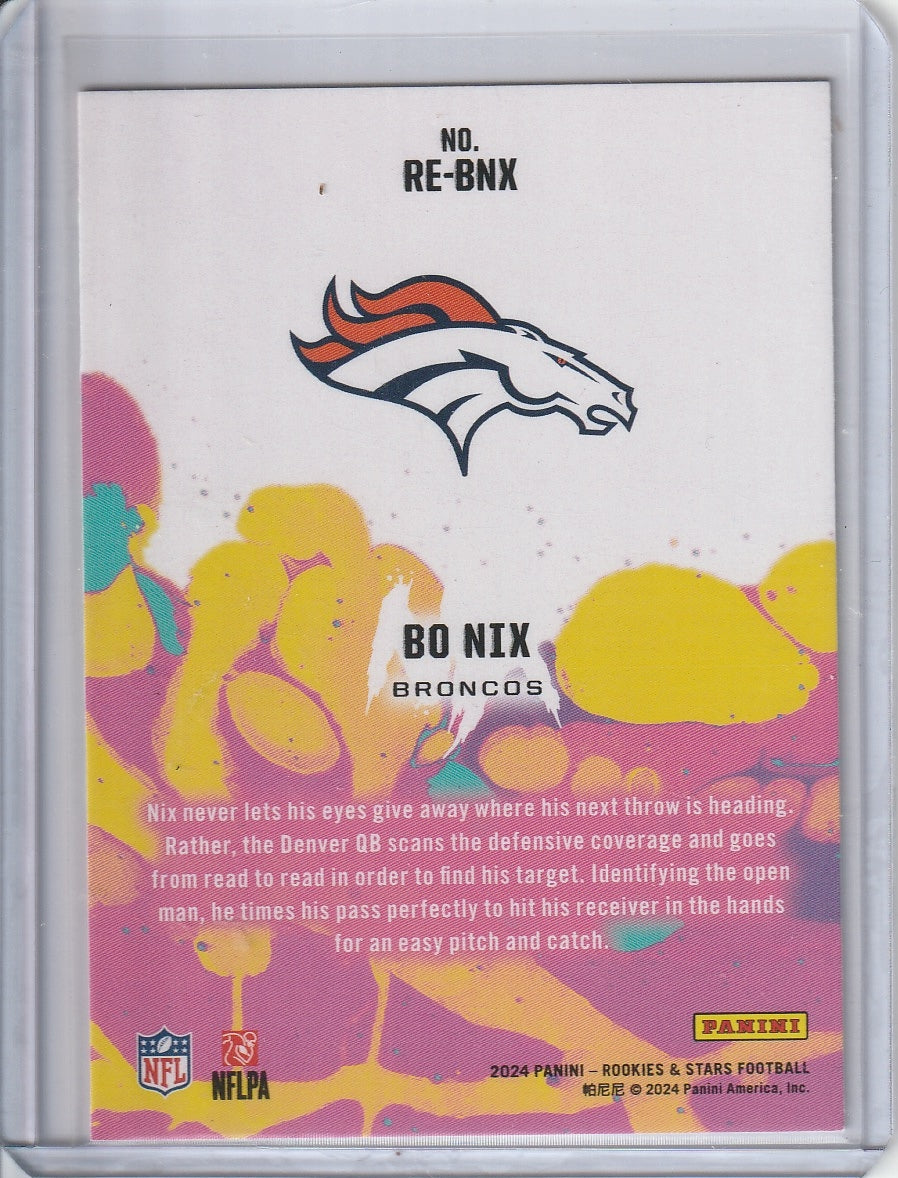 NO.
RE-BNX
BO NIX
BRONCOS
Nix never lets his eyes give away where his next throw is heading.
Rather, the Denver QB scans the defensive coverage and goes
from read to read in order to find his target. Identifying the open
man, he times his pass perfectly to hit his receiver in the hands
for an easy pitch and catch.
PANINI
NFL
NFLPA
2024 PANINI – ROOKIES & STARS FOOTBALL
帕尼尼 © 2024 Panini America, Inc.